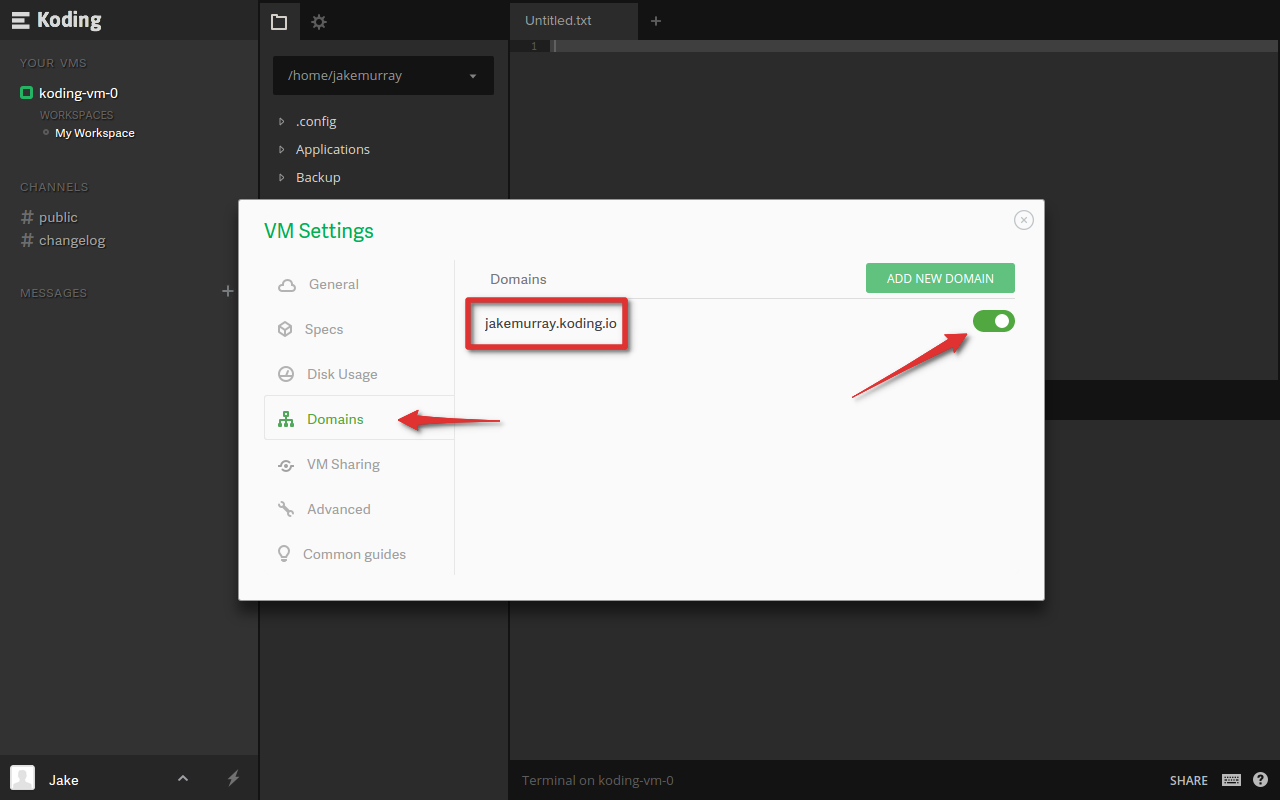 Koding
YOUR VMS
koding-vm-0
WORKSPACES
My Workspace
CHANNELS
# public
# changelog
MESSAGES
+
Jake
/home/jakemurray
.config
Applications
Backup
Untitled.txt
+
1
VM Settings
General
Specs
Disk Usage
Domains
VM Sharing
Advanced
Common guides
Domains
ADD NEW DOMAIN
jakemurray.koding.io
Terminal on koding-vm-0
SHARE
?